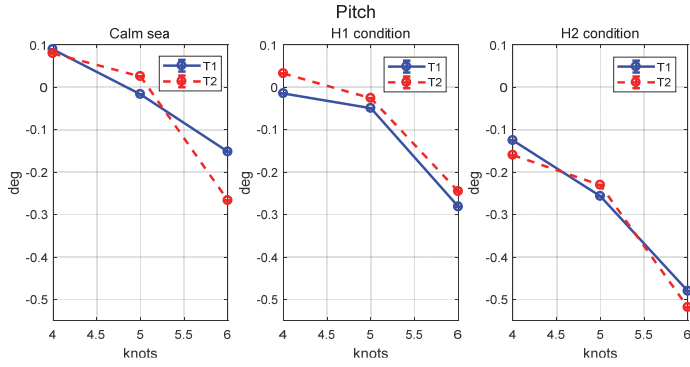 Pitch
Calm sea
H1 condition
H2 condition
0.1
0
-0.1
-0.2
-0.3
-0.4
-0.5
deg
4
4.5
5
5.5
6
knots
T1
T2
0.1
0
-0.1
-0.2
-0.3
-0.4
-0.5
deg
4
4.5
5
5.5
6
knots
T1
T2
0.1
0
-0.1
-0.2
-0.3
-0.4
-0.5
deg
4
4.5
5
5.5
6
knots
T1
T2